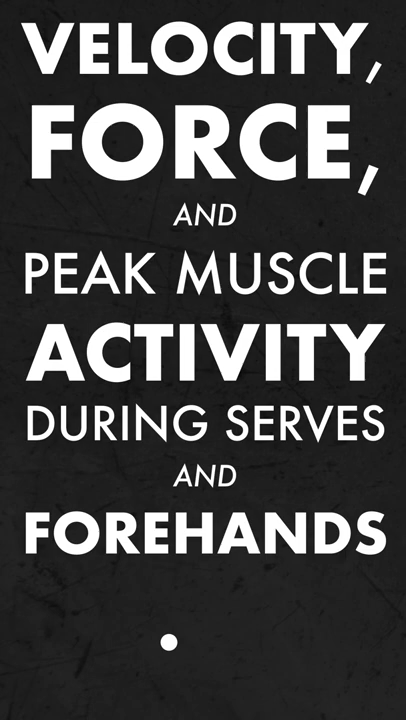 VELOCITY,
FORCE,
AND
PEAK MUSCLE
ACTIVITY
DURING SERVES
AND
FOREHANDS